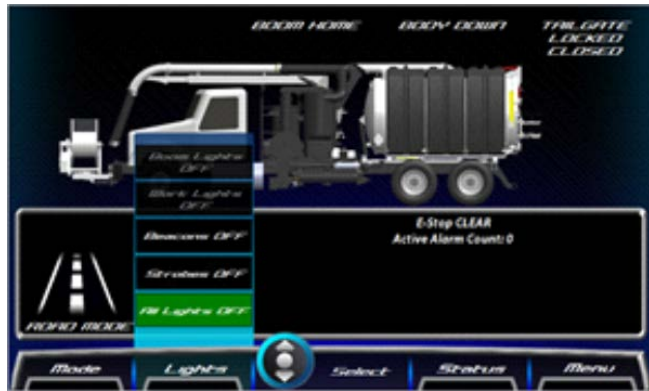 BOOM HOME
BODY DOWN
TAILGATE
LOCKED
CLOSED
Boom Lights
OFF
Work Lights
OFF
Beacons OFF
Strobes OFF
All Lights OFF
E-Stop CLEAR
Active Alarm Count: 0
ROAD MODE
Mode
Lights
Select
Status
Menu